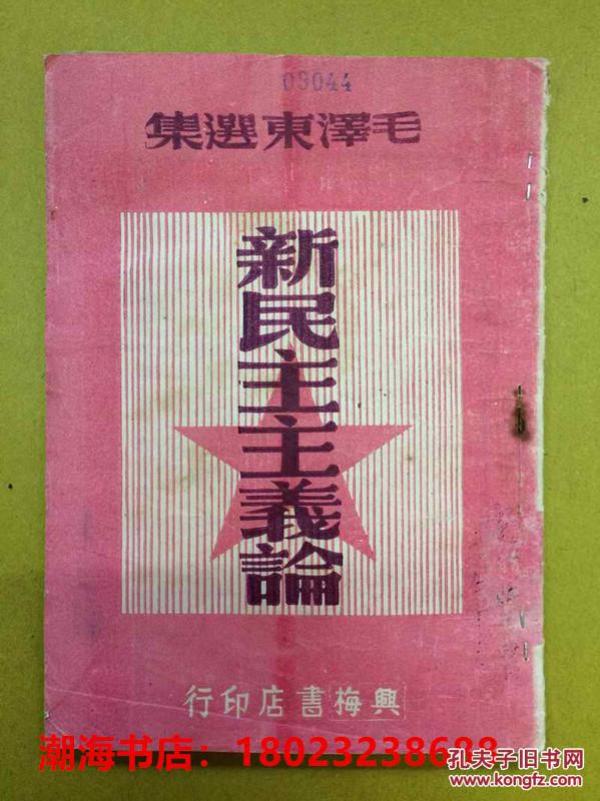 09044
毛澤東選集
新民主主義論
興梅書店印行
潮海书店：18023238688
孔夫子旧书网
www.kongfz.com